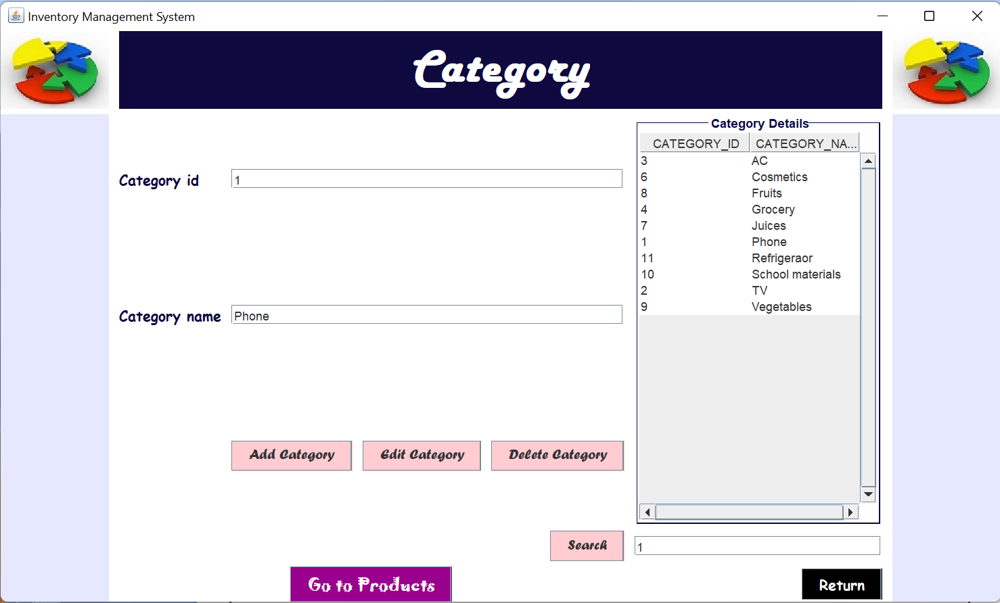 Inventory Management System
Category
Category Details
CATEGORY_ID CATEGORY_NA...
3 AC
6 Cosmetics
8 Fruits
4 Grocery
7 Juices
1 Phone
11 Refrigeraor
10 School materials
2 TV
9 Vegetables
Category id 1
Category name Phone
Add Category Edit Category Delete Category
Search 1
Go to Products Return